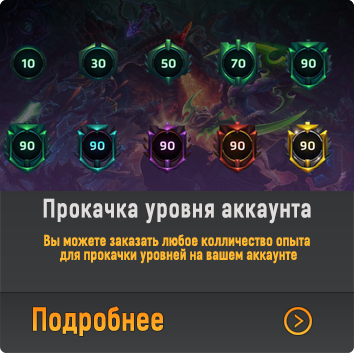 10 30 50 70 90
90 90 90 90 90
Прокачка уровня аккаунта
Вы можете заказать любое колличество опыта
для прокачки уровней на вашем аккаунте
Подробнее